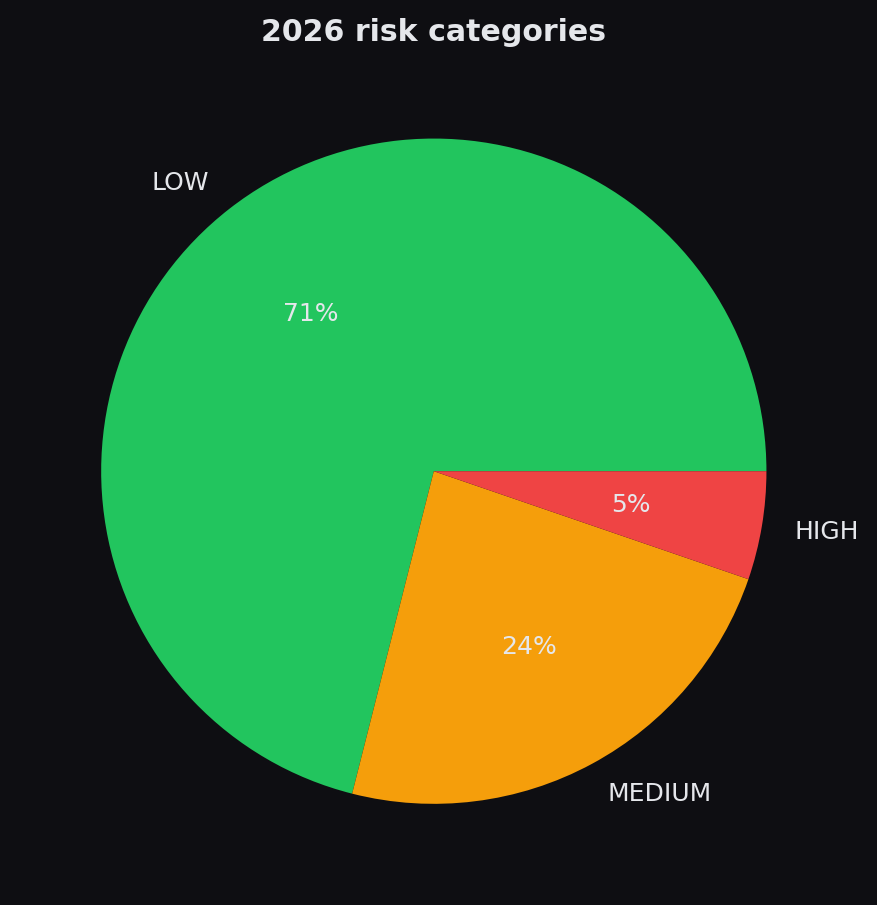 2026 risk categories
LOW
71%
5%
HIGH
24%
MEDIUM